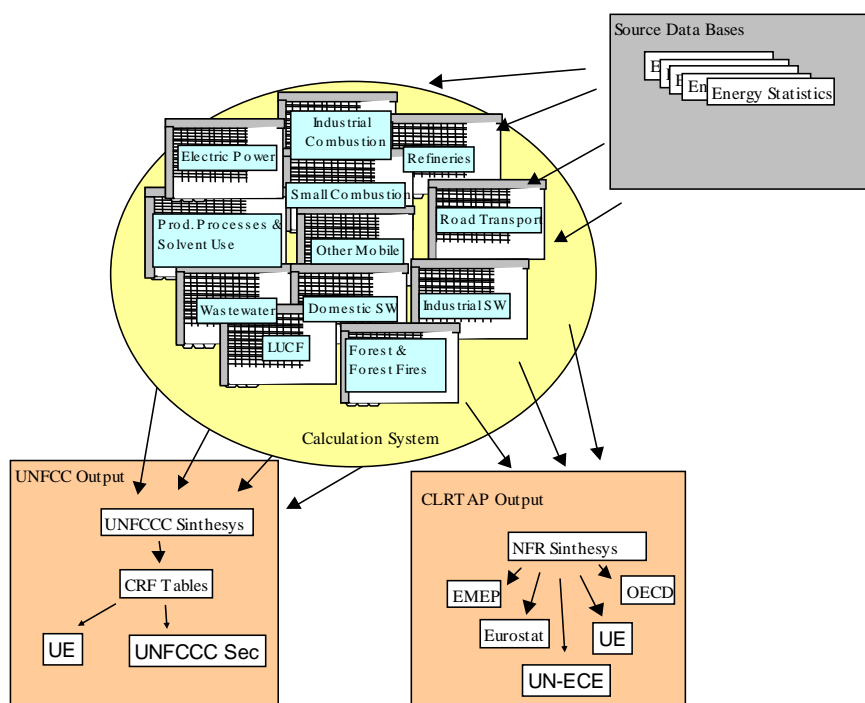 Source Data Bases
E
E
E
En
Energy Statistics
Industrial
Combustion
Electric Power
Refineries
Small Combustion
Road Transport
Prod. Processes &
Solvent Use
Other Mobile
Wastewater
Domestic SW
Industrial SW
LUCF
Forest &
Forest Fires
Calculation System
UNFCC Output
UNFCCC Sinthesys
CRF Tables
UE
UNFCCC Sec
CLRTAP Output
NFR Sinthesys
EMEP
OECD
Eurostat
UE
UN-ECE